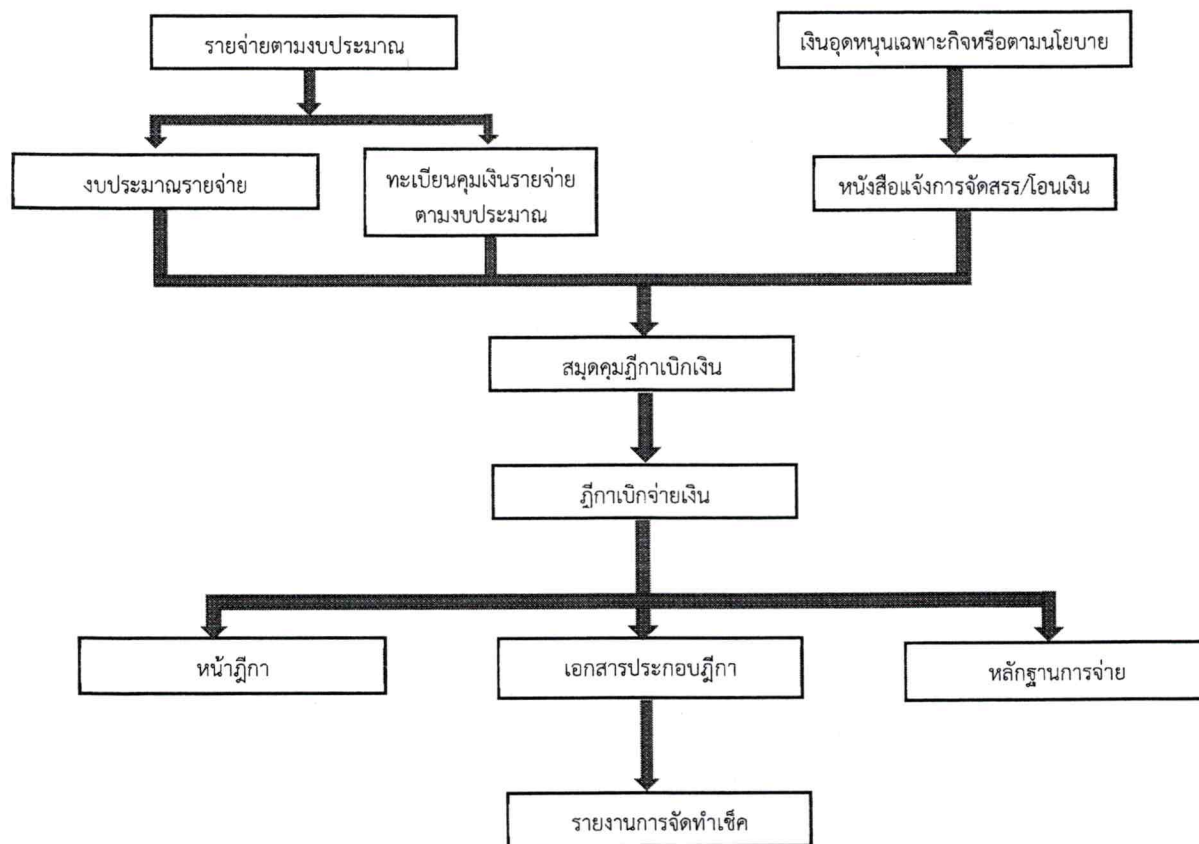 รายจ่ายตามงบประมาณ
เงินอุดหนุนเฉพาะกิจหรือตามนโยบาย
งบประมาณรายจ่าย
ทะเบียนคุมเงินรายจ่าย
ตามงบประมาณ
หนังสือแจ้งการจัดสรร/โอนเงิน
สมุดคุมฎีกาเบิกเงิน
ฎีกาเบิกจ่ายเงิน
หน้าฎีกา
เอกสารประกอบฎีกา
หลักฐานการจ่าย
รายงานการจัดทำเช็ค